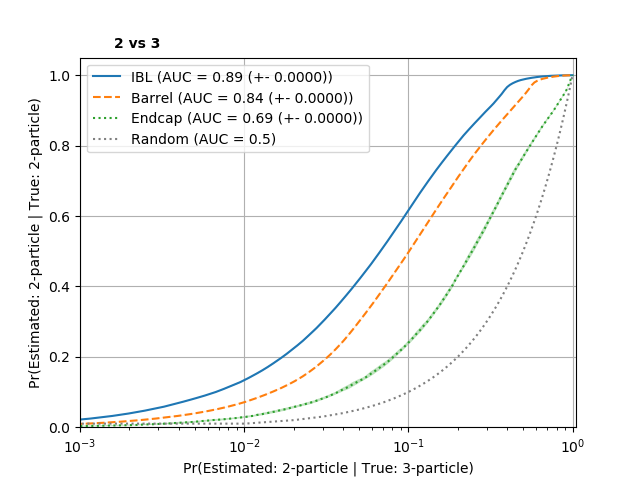 2 vs 3
IBL (AUC = 0.89 (+- 0.0000))
Barrel (AUC = 0.84 (+- 0.0000))
Endcap (AUC = 0.69 (+- 0.0000))
Random (AUC = 0.5)
Pr(Estimated: 2-particle | True: 2-particle)
1.0
0.8
0.6
0.4
0.2
0.0
10⁻³ 10⁻² 10⁻¹ 10⁰
Pr(Estimated: 2-particle | True: 3-particle)